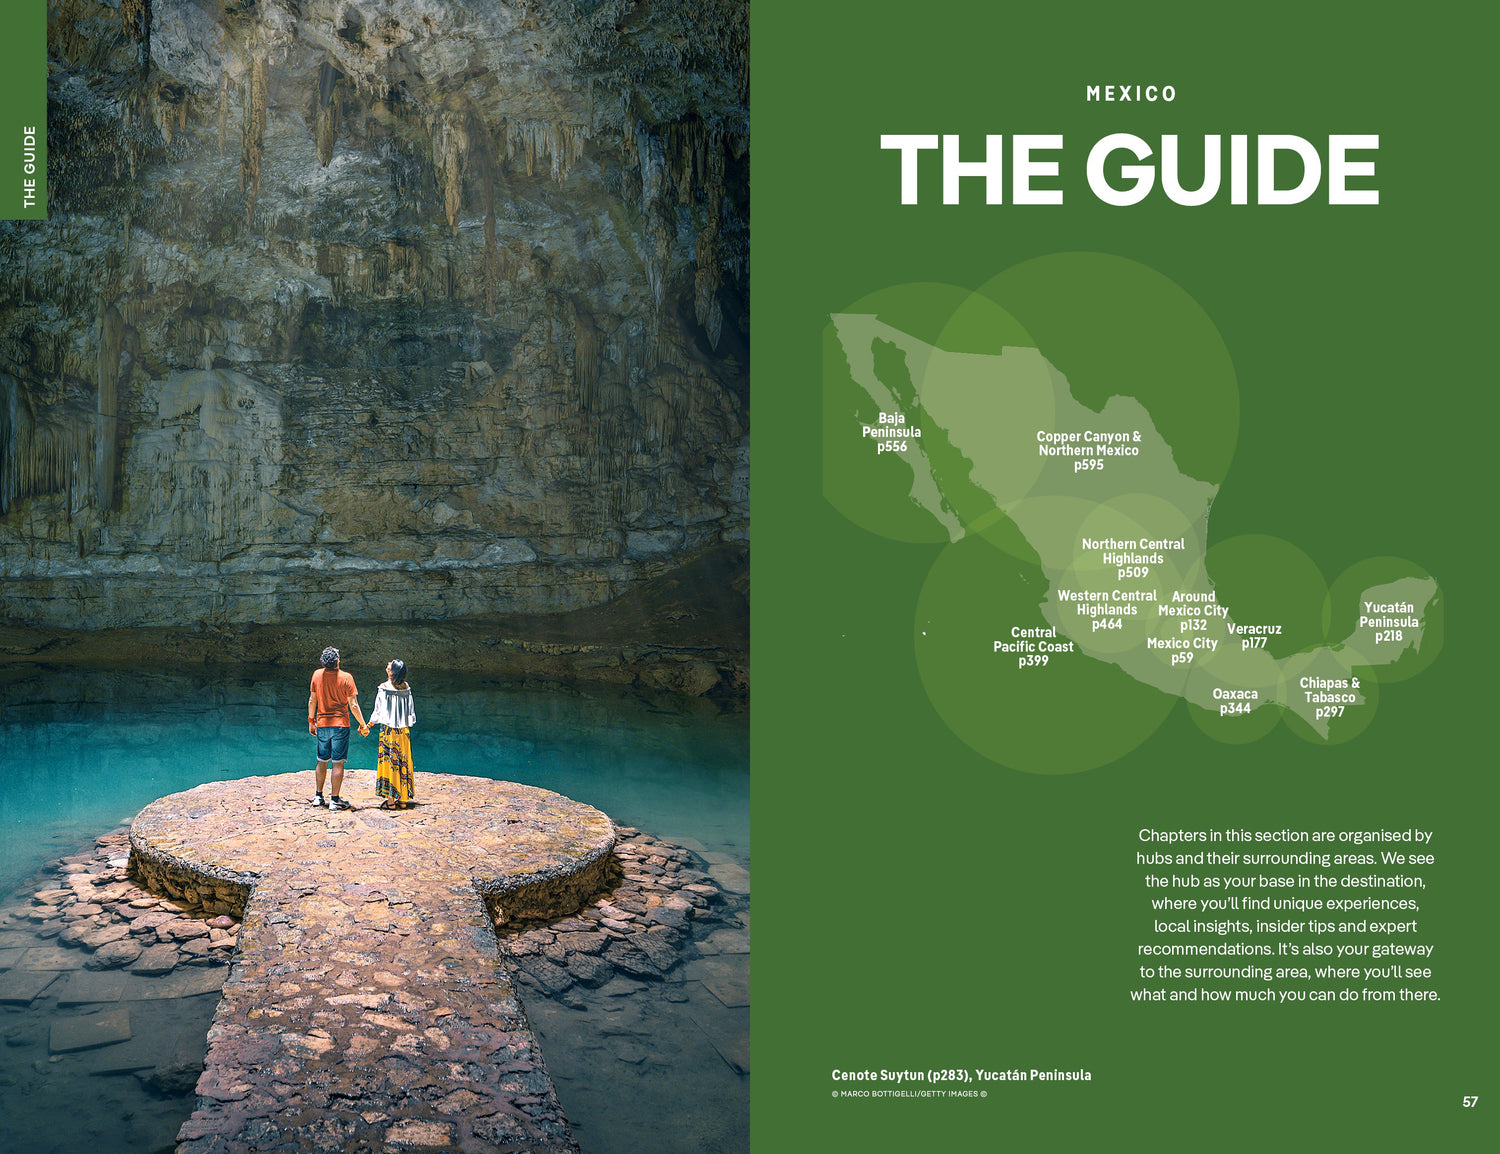 THE GUIDE
MEXICO
THE GUIDE
Baja
Peninsula
p556
Copper Canyon &
Northern Mexico
p595
Northern Central
Highlands
p509
Western Central
Highlands
p464
Around
Mexico City
p132
Central
Pacific Coast
p399
Mexico City
p59
Veracruz
p177
Yucatán
Peninsula
p218
Oaxaca
p344
Chiapas &
Tabasco
p297
Chapters in this section are organised by
hubs and their surrounding areas. We see
the hub as your base in the destination,
where you’ll find unique experiences,
local insights, insider tips and expert
recommendations. It’s also your gateway
to the surrounding area, where you’ll see
what and how much you can do from there.
Cenote Suytun (p283), Yucatán Peninsula
© MARCO BOTTIGELLI/GETTY IMAGES ©
57